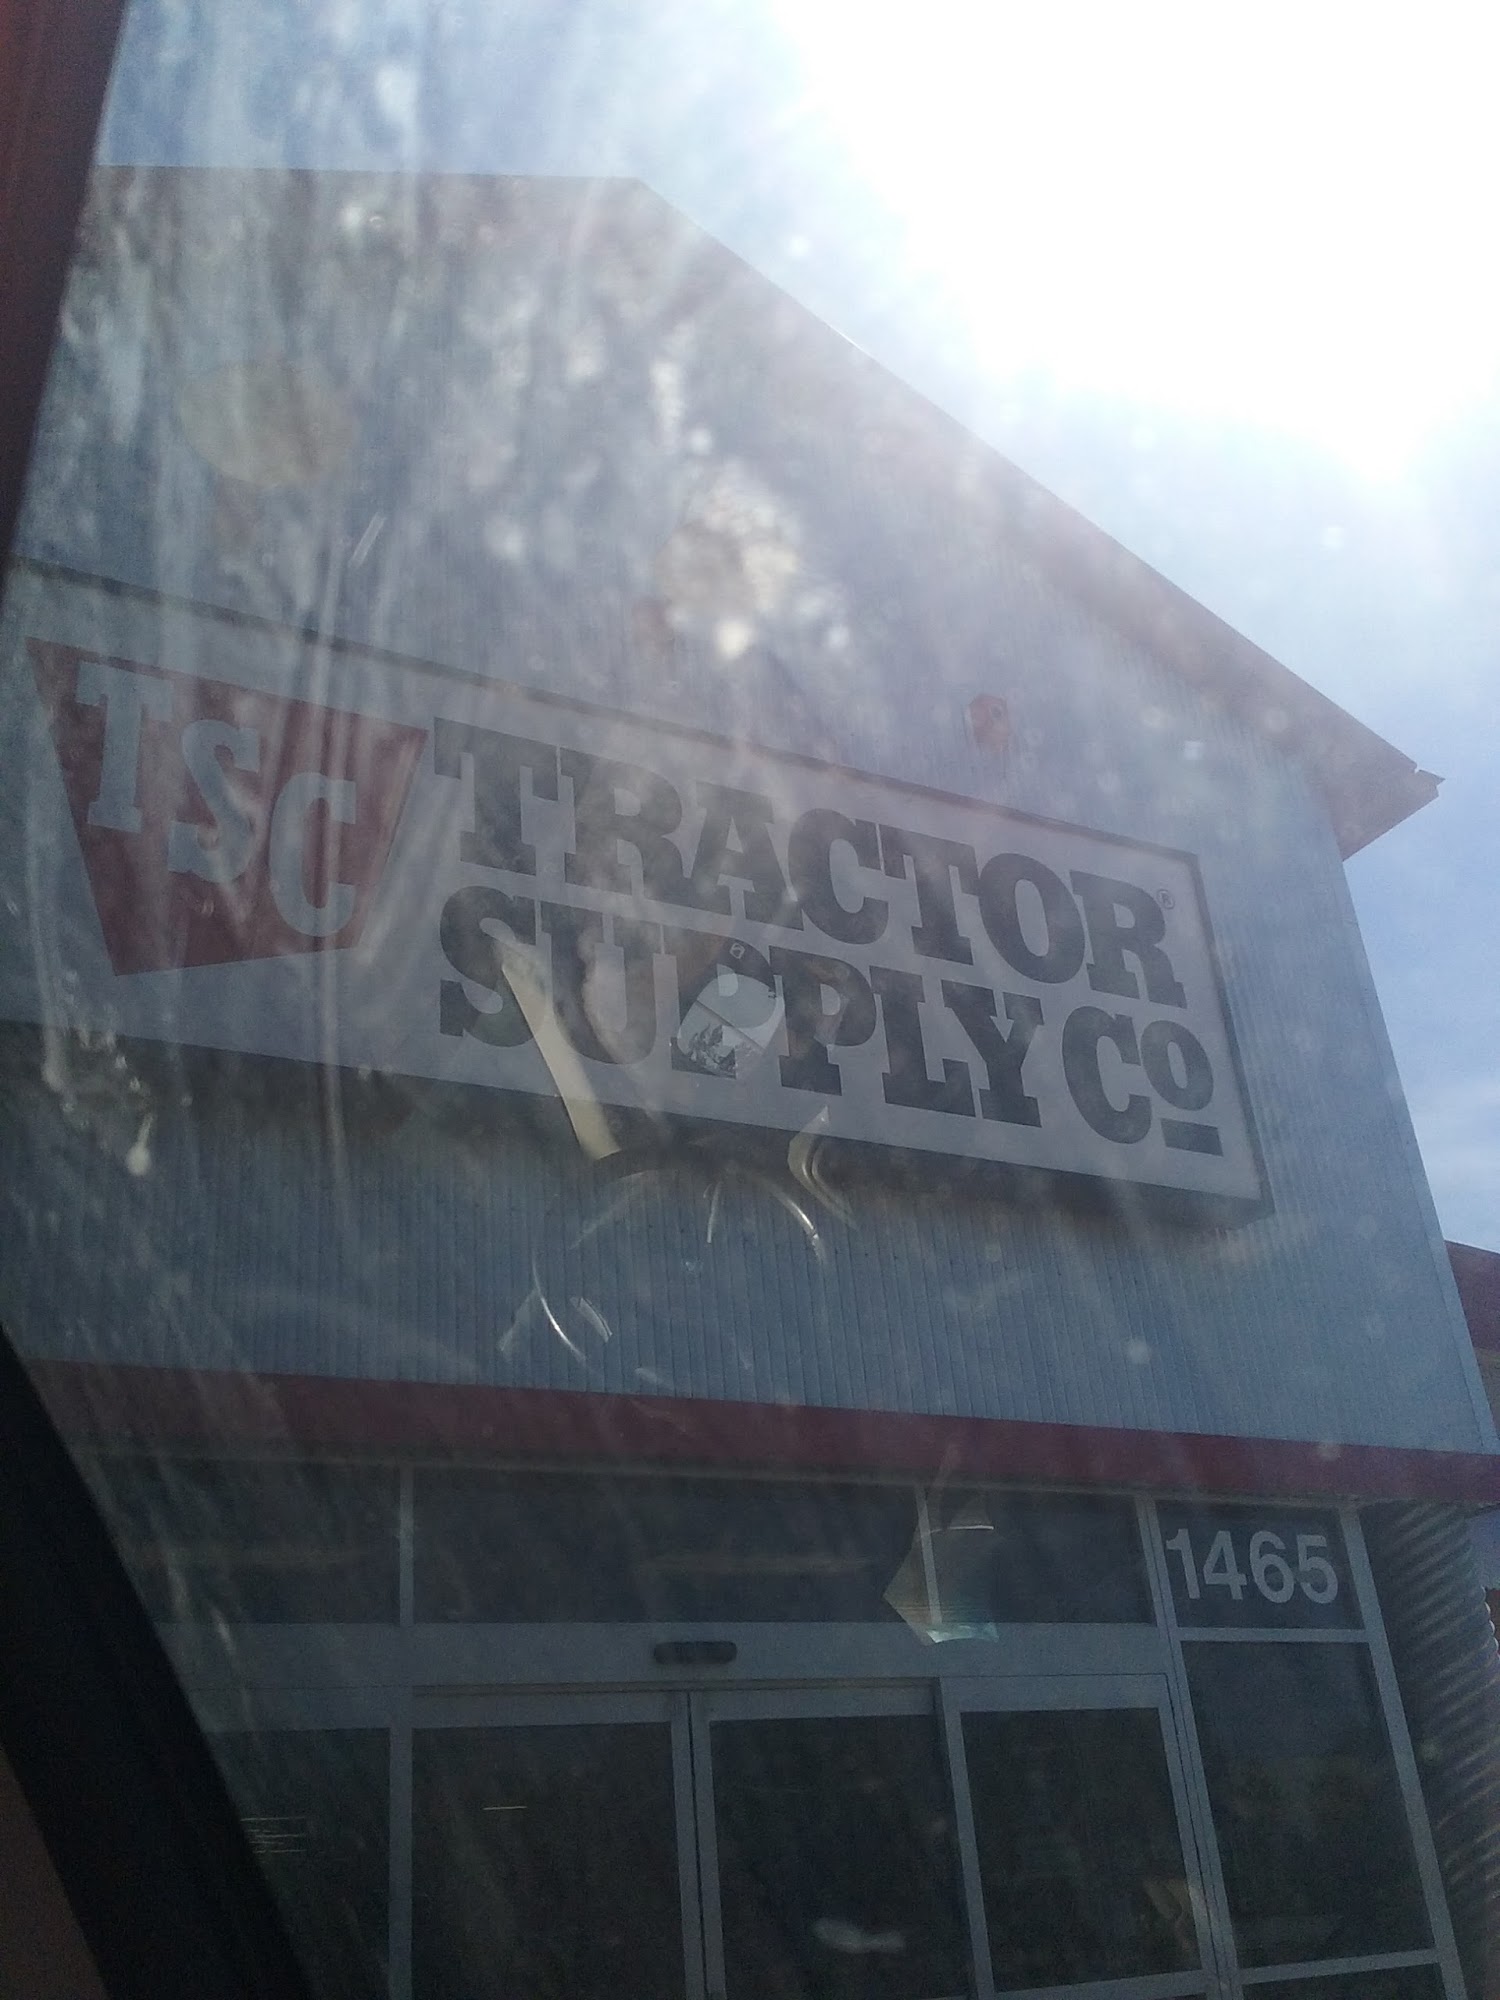 TSC
TRACTOR®
SUPPLY CO
1465